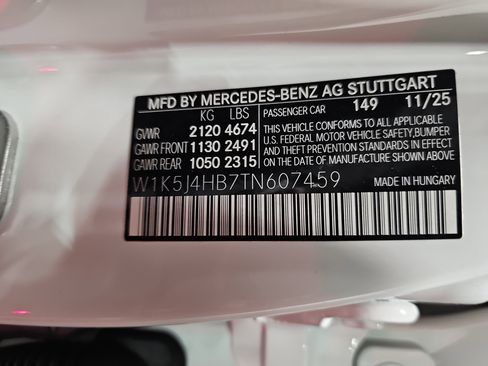 MFD BY MERCEDES-BENZ AG STUTTGART
KG LBS PASSENGER CAR 149 11/25
GVWR 2120 4674
GAWR FRONT 1130 2491
GAWR REAR 1050 2315
THIS VEHICLE CONFORMS TO ALL APPLICABLE
U.S. FEDERAL MOTOR VEHICLE SAFETY, BUMPER
AND THEFT PREVENTION STANDARDS IN EFFECT
ON THE DATE OF MANUFACTURE SHOWN ABOVE.
W1K5J4HB7TN607459 MADE IN HUNGARY